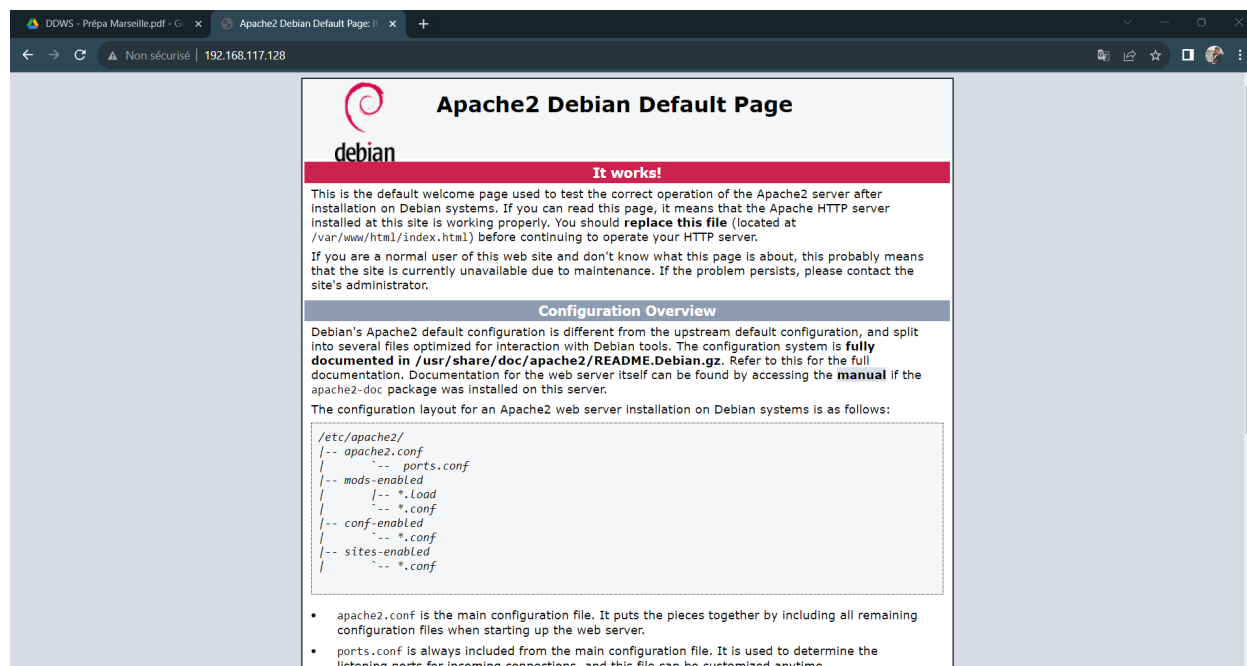 DDWS - Prépa Marseille.pdf - Go
Apache2 Debian Default Page: It
Non sécurisé
192.168.117.128
debian
Apache2 Debian Default Page
It works!
This is the default welcome page used to test the correct operation of the Apache2 server after
installation on Debian systems. If you can read this page, it means that the Apache HTTP server
installed at this site is working properly. You should replace this file (located at
/var/www/html/index.html) before continuing to operate your HTTP server.
If you are a normal user of this web site and don't know what this page is about, this probably means
that the site is currently unavailable due to maintenance. If the problem persists, please contact the
site's administrator.
Configuration Overview
Debian's Apache2 default configuration is different from the upstream default configuration, and split
into several files optimized for interaction with Debian tools. The configuration system is fully
documented in /usr/share/doc/apache2/README.Debian.gz. Refer to this for the full
documentation. Documentation for the web server itself can be found by accessing the manual if the
apache2-doc package was installed on this server.
The configuration layout for an Apache2 web server installation on Debian systems is as follows:
/etc/apache2/
|-- apache2.conf
|       `--  ports.conf
|-- mods-enabled
|       |-- *.load
|       `-- *.conf
|-- conf-enabled
|       `-- *.conf
|-- sites-enabled
|       `-- *.conf
• apache2.conf is the main configuration file. It puts the pieces together by including all remaining
configuration files when starting up the web server.
• ports.conf is always included from the main configuration file. It is used to determine the
listening ports for incoming connections, and this file can be customized anytime.